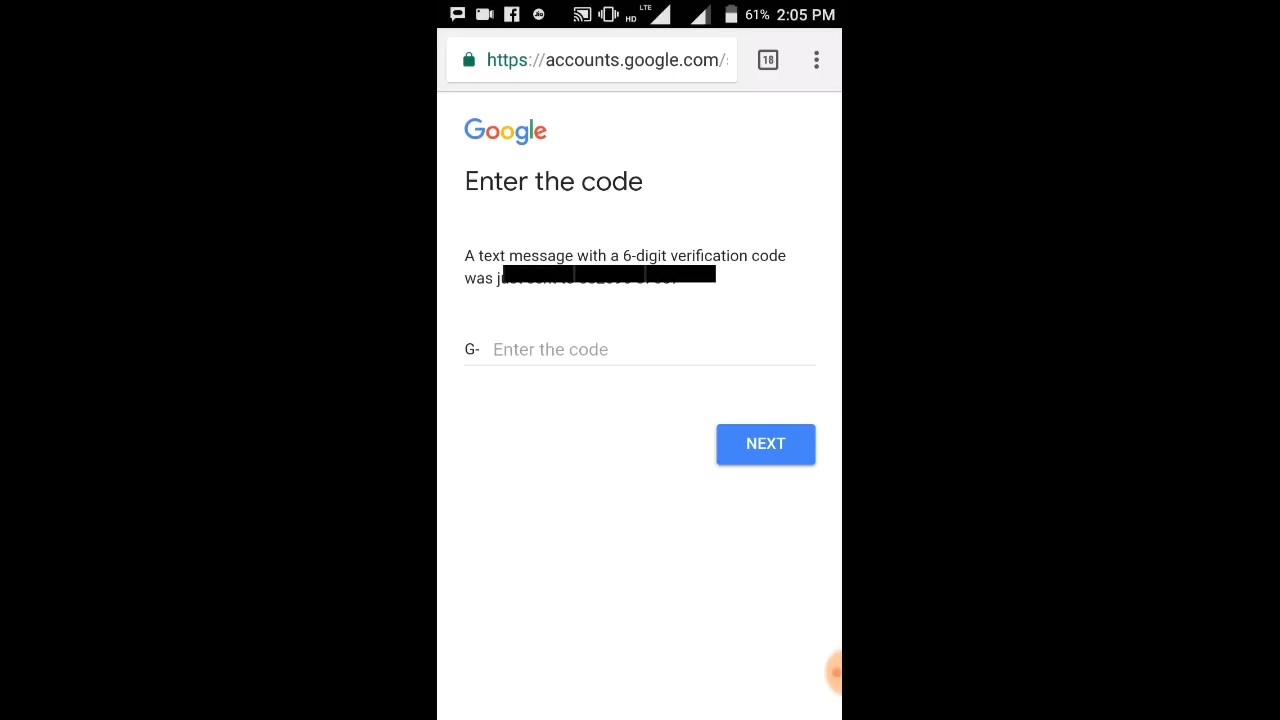 HD LTE 61% 2:05 PM
https://accounts.google.com/ 18
Google
Enter the code
A text message with a 6-digit verification code
was
G- Enter the code
NEXT